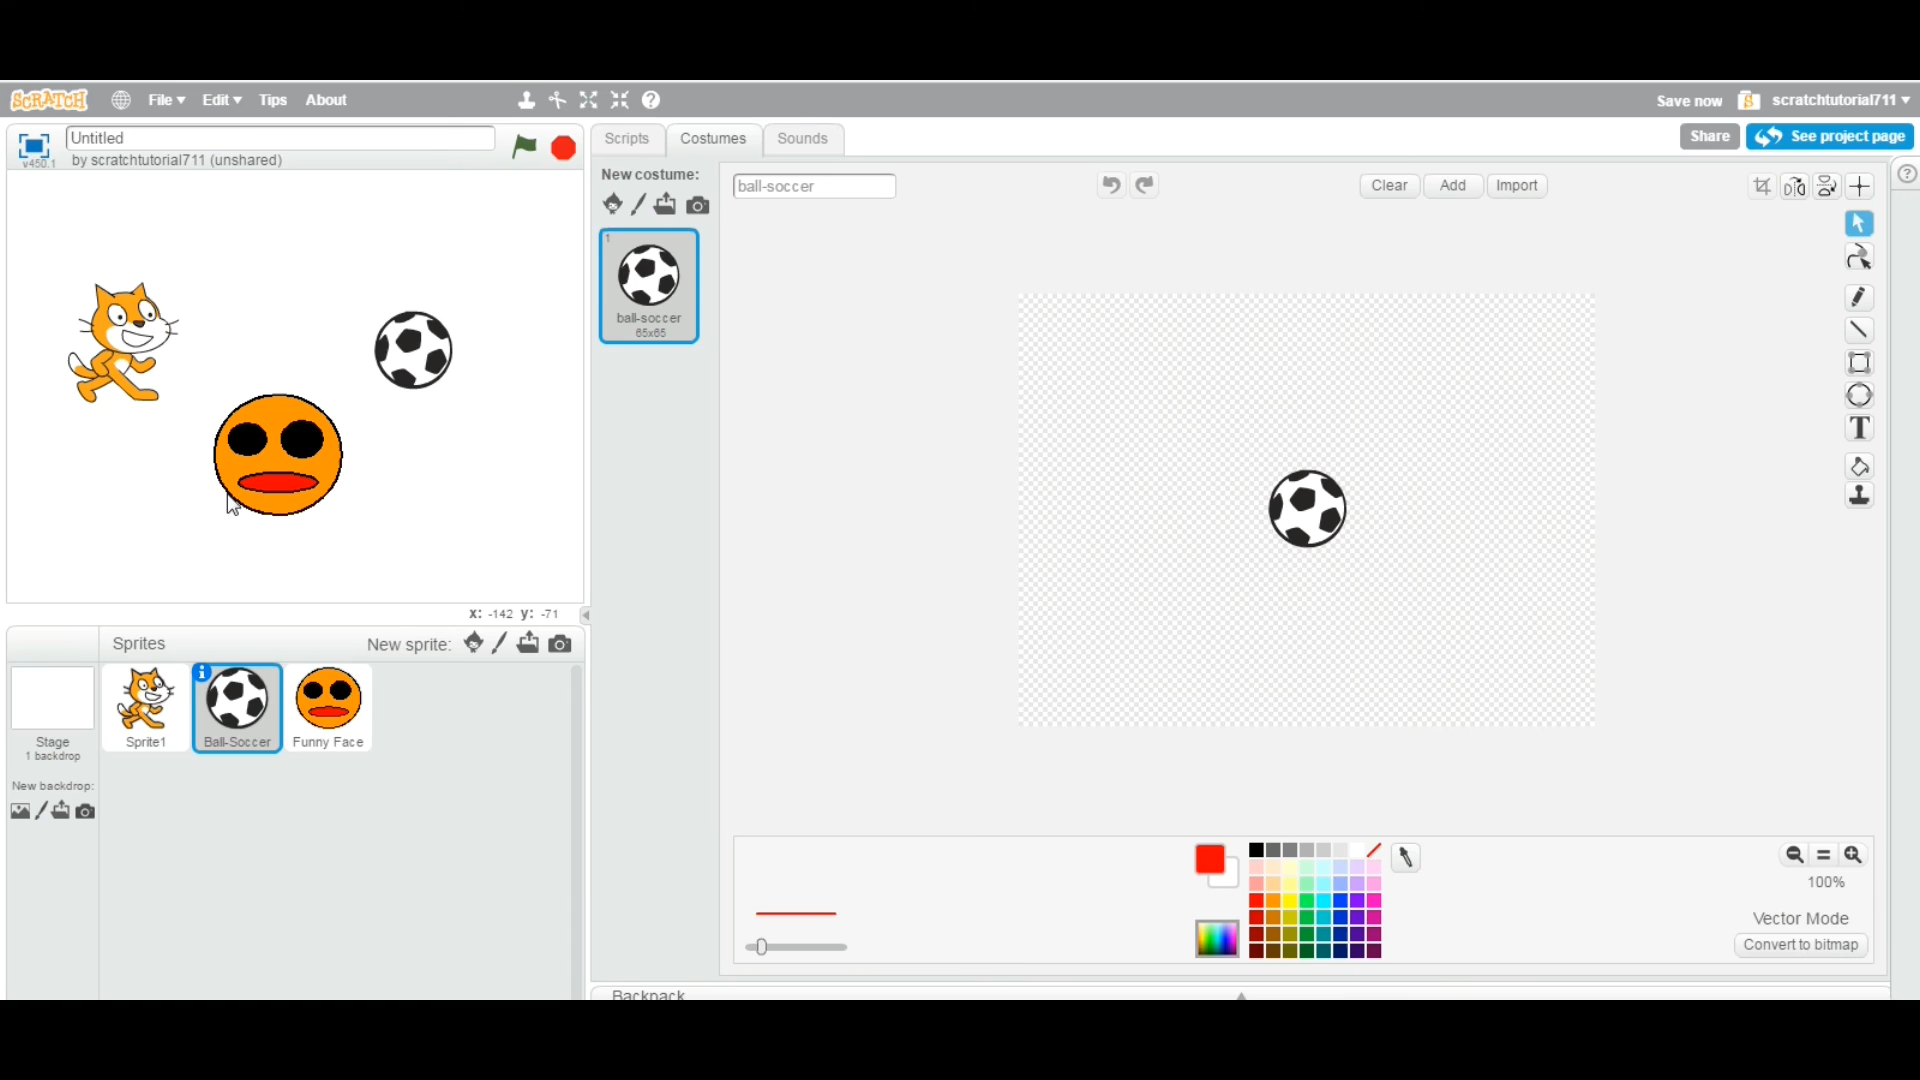 SCRATCH File Edit Tips About Save now scratchtutorial711
v450.1 Untitled
by scratchtutorial711 (unshared)
Scripts Costumes Sounds Share See project page
New costume: ball-soccer Clear Add Import
1
ball-soccer
65x65
T
x: -142 y: -71
Sprites New sprite:
Sprite1 Ball-Soccer Funny Face
Stage
1 backdrop
New backdrop:
100%
Vector Mode
Convert to bitmap
Backpack